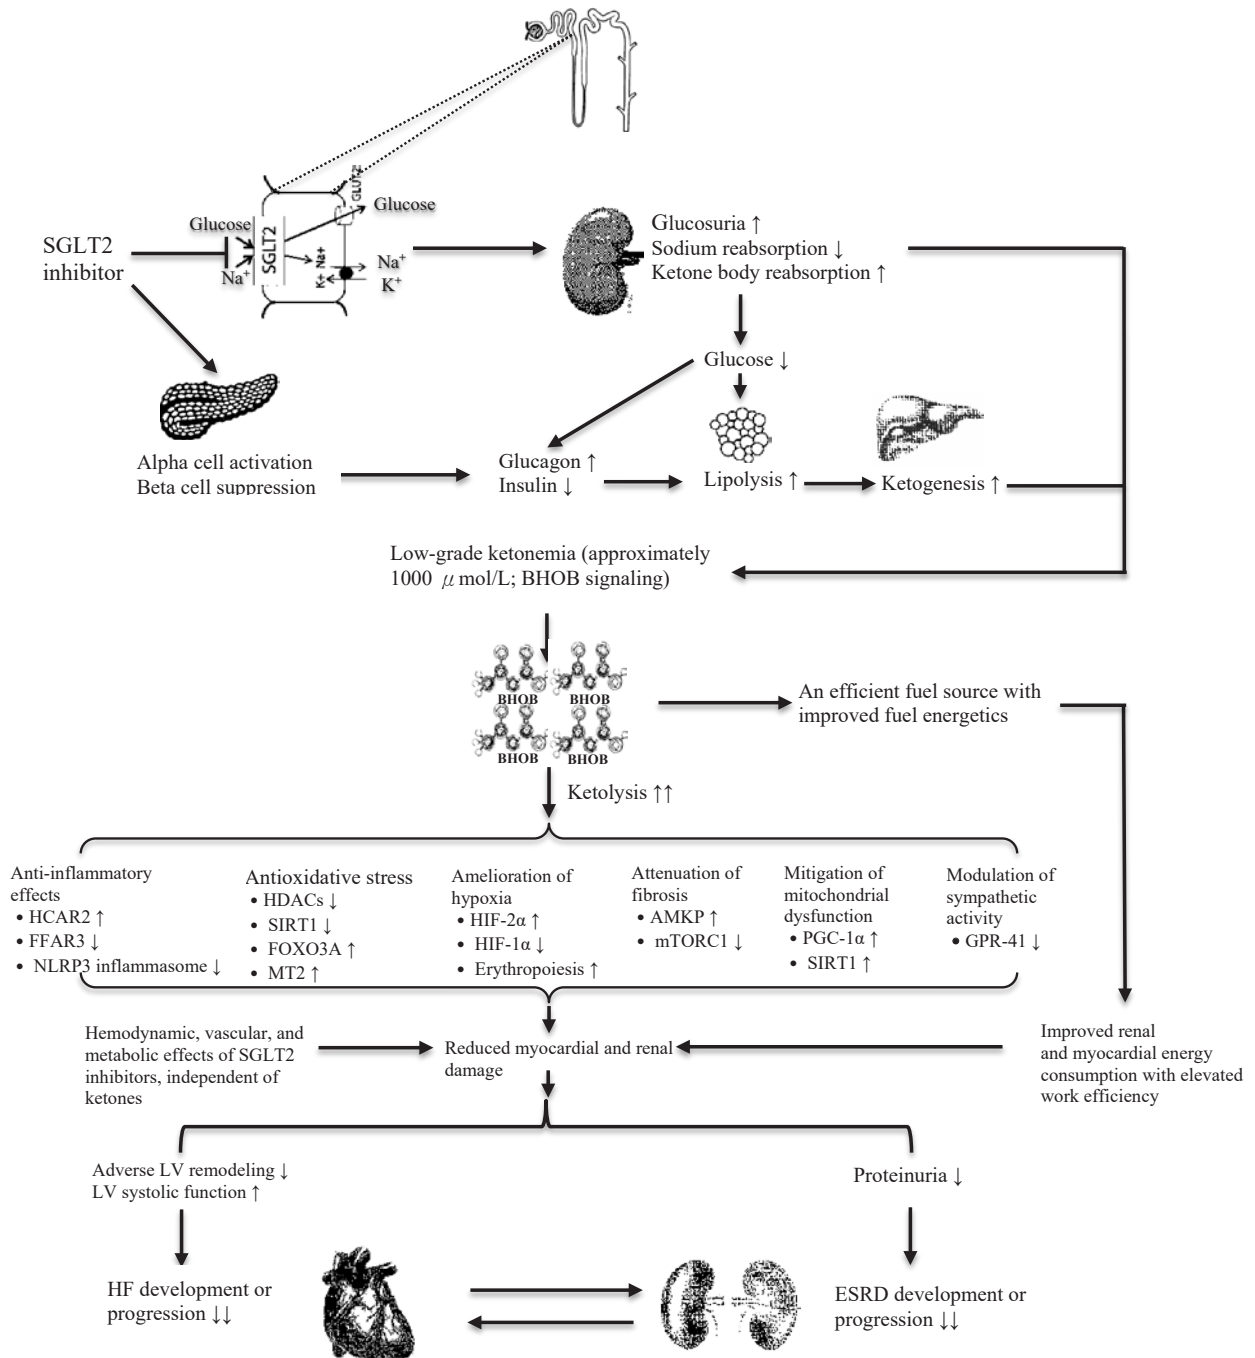 GLUT2
Glucose
Glucose
SGLT2
inhibitor
SGLT2
Na⁺
K+ Na+
Na⁺
K⁺
Glucosuria ↑
Sodium reabsorption ↓
Ketone body reabsorption ↑
Glucose ↓
Alpha cell activation
Beta cell suppression
Glucagon ↑
Insulin ↓
Lipolysis ↑
Ketogenesis ↑
Low-grade ketonemia (approximately
1000 μ mol/L; BHOB signaling)
BHOB
BHOB
BHOB
BHOB
An efficient fuel source with
improved fuel energetics
Ketolysis ↑↑
Anti-inflammatory
effects
• HCAR2 ↑
• FFAR3 ↓
• NLRP3 inflammasome ↓
Antioxidative stress
• HDACs ↓
• SIRT1 ↓
• FOXO3A ↑
• MT2 ↑
Amelioration of
hypoxia
• HIF-2α ↑
• HIF-1α ↓
• Erythropoiesis ↑
Attenuation of
fibrosis
• AMKP ↑
• mTORC1 ↓
Mitigation of
mitochondrial
dysfunction
• PGC-1α ↑
• SIRT1 ↑
Modulation of
sympathetic
activity
• GPR-41 ↓
Hemodynamic, vascular, and
metabolic effects of SGLT2
inhibitors, independent of
ketones
Reduced myocardial and renal
damage
Improved renal
and myocardial energy
consumption with elevated
work efficiency
Adverse LV remodeling ↓
LV systolic function ↑
Proteinuria ↓
HF development or
progression ↓↓
ESRD development or
progression ↓↓